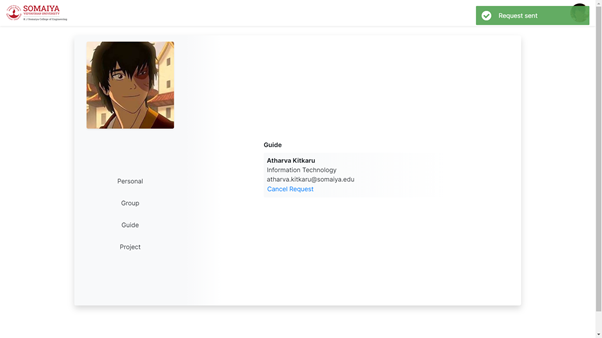 SOMAIYA
VIDYAVIHAR UNIVERSITY
K J Somaiya College of Engineering
Request sent
Guide
Atharva Kitkaru
Information Technology
atharva.kitkaru@somaiya.edu
Cancel Request
Personal
Group
Guide
Project